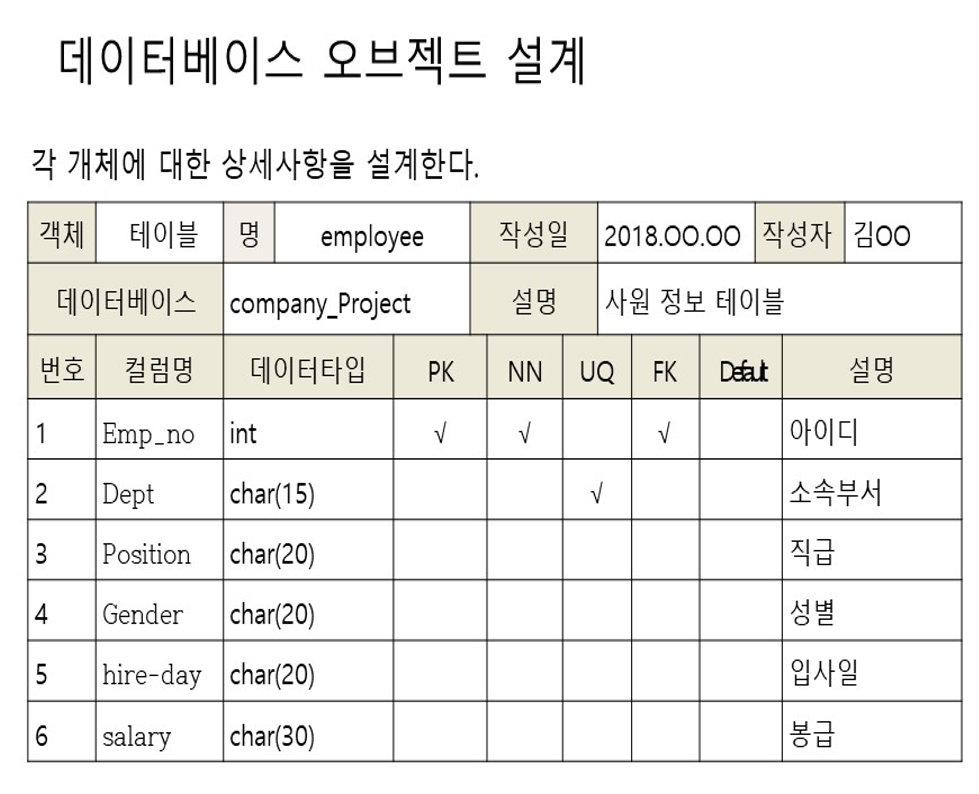 데이터베이스 오브젝트 설계
각 개체에 대한 상세사항을 설계한다.
객체 테이블 명 employee 작성일 2018.OO.OO 작성자 김OO
데이터베이스 company_Project 설명 사원 정보 테이블
번호 컬럼명 데이터타입 PK NN UQ FK Default 설명
1 Emp_no int √ √ √ 아이디
2 Dept char(15) √ 소속부서
3 Position char(20) 직급
4 Gender char(20) 성별
5 hire-day char(20) 입사일
6 salary char(30) 봉급